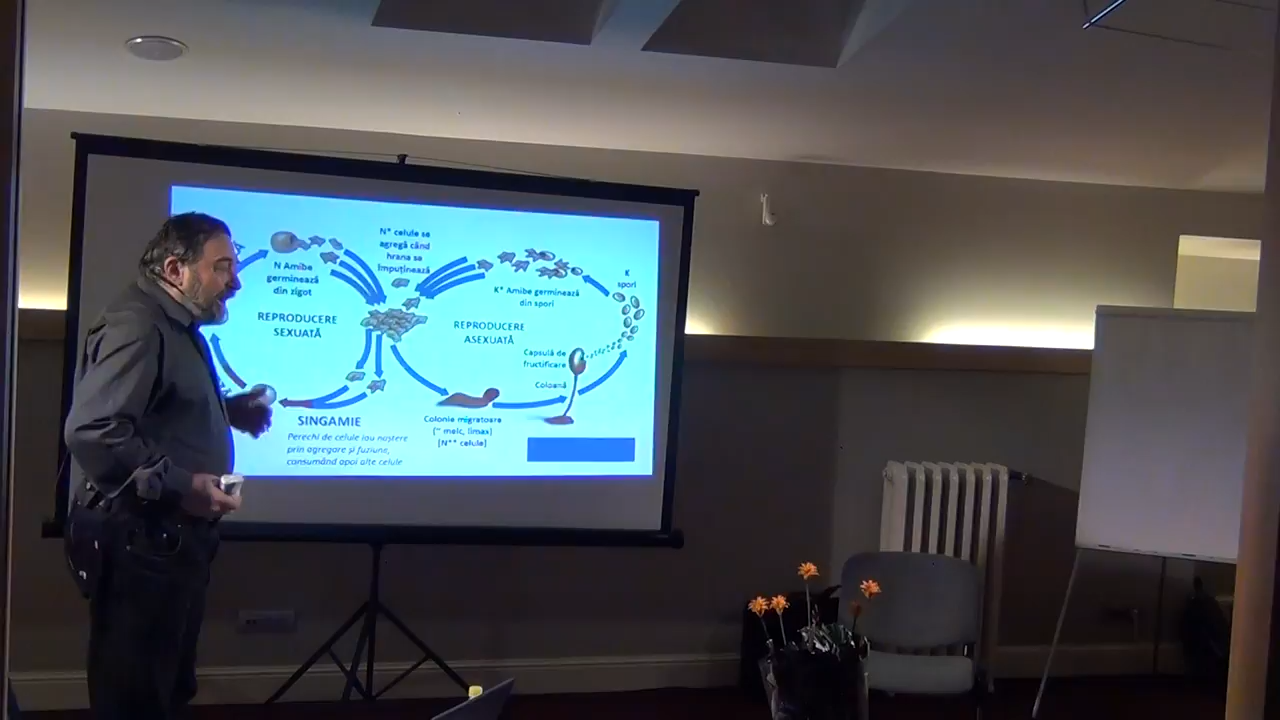 N* celule se
agregă când
hrana se
împuținează
N Amibe
germinează
din zigot
K
spori
K* Amibe germinează
din spori
REPRODUCERE
SEXUATĂ
REPRODUCERE
ASEXUATĂ
Capsulă de
fructificare
Coloană
SINGAMIE
Perechi de celule iau naștere
prin agregare și fuziune,
consumând apoi alte celule
Colonie migratoare
(~ melc, limax)
[N** celule]